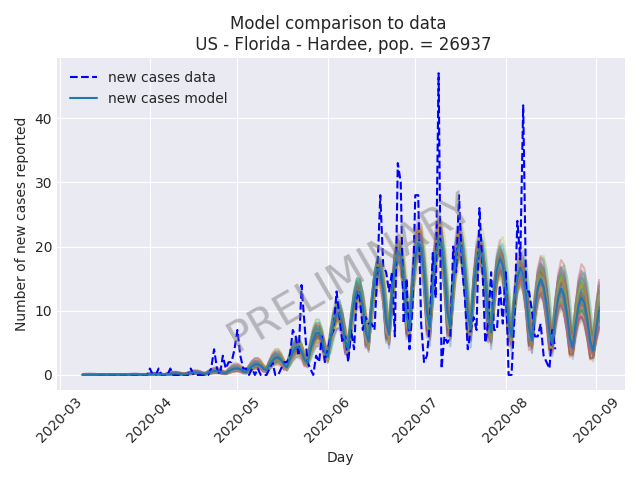 Model comparison to data
US - Florida - Hardee, pop. = 26937
new cases data
new cases model
PRELIMINARY
Number of new cases reported
40
30
20
10
0
2020-03
2020-04
2020-05
2020-06
2020-07
2020-08
2020-09
Day